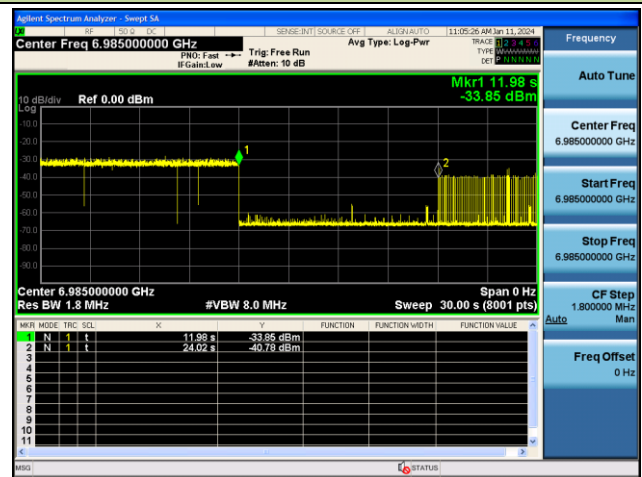 Agilent Spectrum Analyzer - Swept SA
RF 50 Ω DC SENSE:INT SOURCE OFF ALIGN AUTO 11:05:26 AM Jan 11, 2024
Center Freq 6.985000000 GHz
PNO: Fast
IFGain:Low
Trig: Free Run
#Atten: 10 dB
Avg Type: Log-Pwr
TRACE 1 2 3 4 5 6
TYPE
DET P N N N N N
Mkr1 11.98 s
-33.85 dBm
10 dB/div Ref 0.00 dBm
Log
-10.0
-20.0
-30.0
-40.0
-50.0
-60.0
-70.0
-80.0
-90.0
1
2
Center 6.985000000 GHz Span 0 Hz
Res BW 1.8 MHz #VBW 8.0 MHz Sweep 30.00 s (8001 pts)
MKR MODE TRC SCL X Y FUNCTION FUNCTION WIDTH FUNCTION VALUE
1 N 1 t 11.98 s -33.85 dBm
2 N 1 t 24.02 s -40.78 dBm
3
4
5
6
7
8
9
10
11
MSG STATUS
Frequency
Auto Tune
Center Freq
6.985000000 GHz
Start Freq
6.985000000 GHz
Stop Freq
6.985000000 GHz
CF Step
1.800000 MHz
Auto Man
Freq Offset
0 Hz